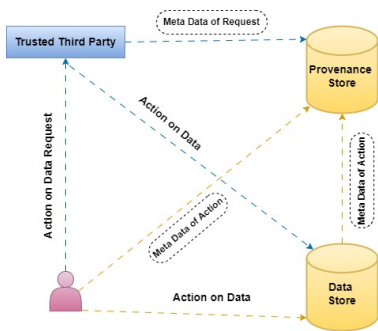 Meta Data of Request
Trusted Third Party
Provenance
Store
Action on Data
Action on Data Request
Meta Data of Action
Meta Data of Action
Action on Data
Data
Store